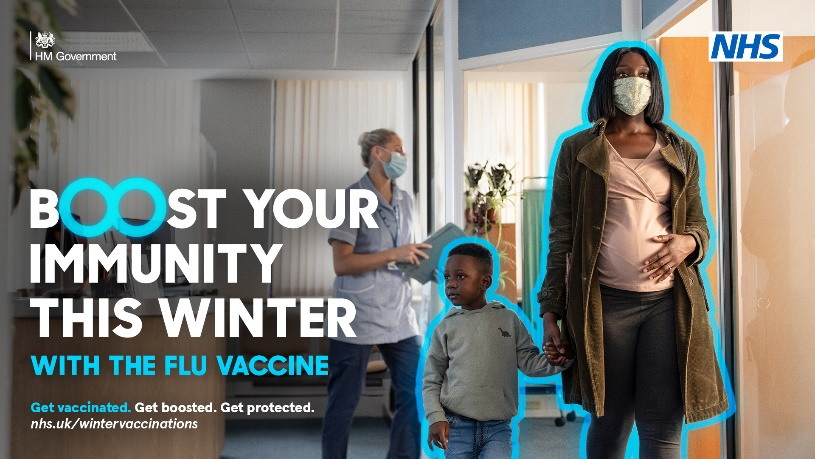 HM Government
NHS
BOOST YOUR
IMMUNITY
THIS WINTER
WITH THE FLU VACCINE
Get vaccinated. Get boosted. Get protected.
nhs.uk/wintervaccinations